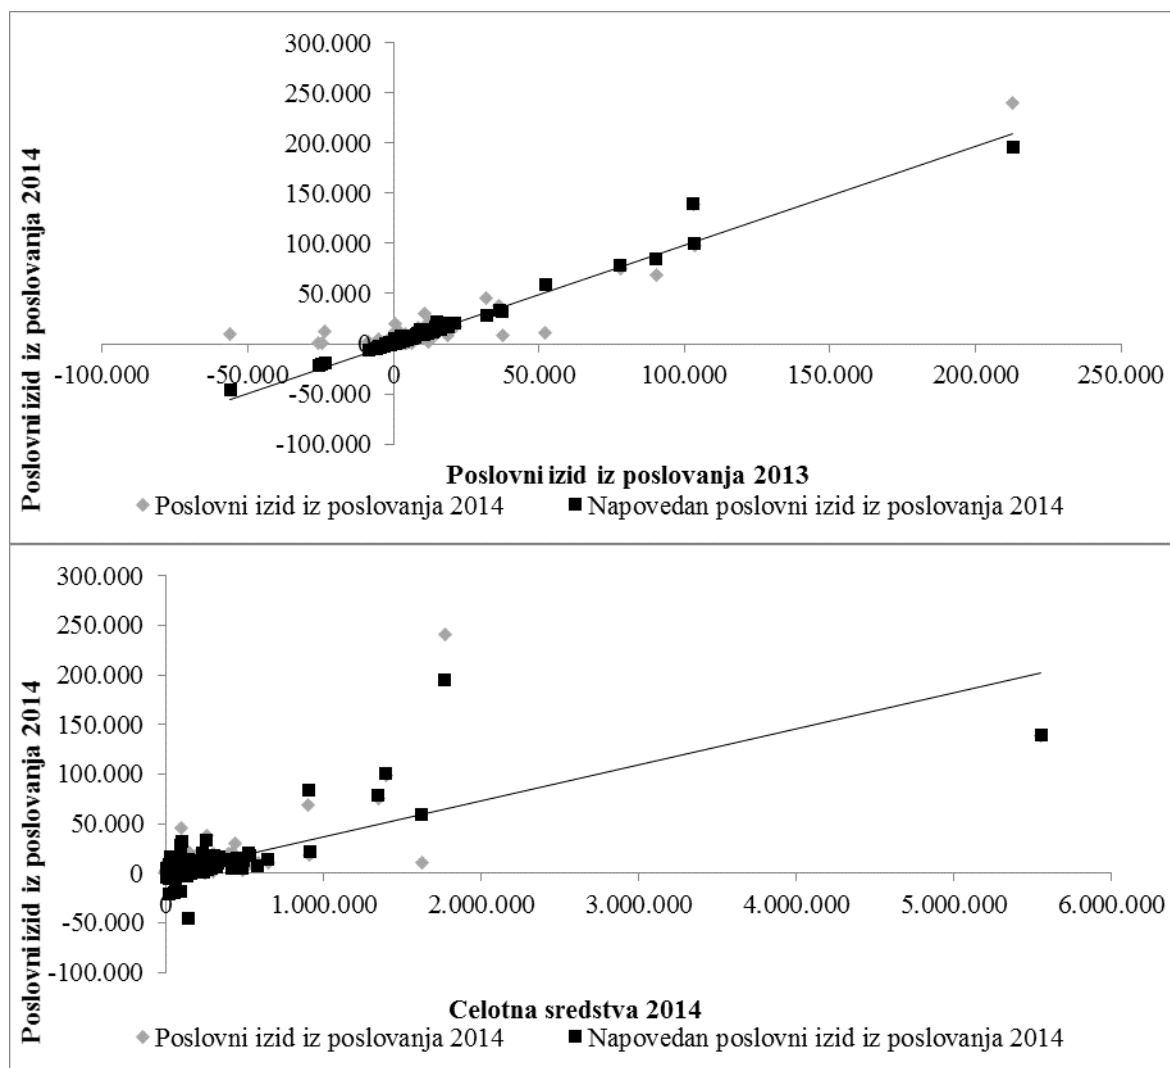 300.000
250.000
200.000
150.000
100.000
50.000
0
-50.000
-100.000
-100.000 -50.000 0 50.000 100.000 150.000 200.000 250.000
Poslovni izid iz poslovanja 2014
Poslovni izid iz poslovanja 2013
Poslovni izid iz poslovanja 2014 Napovedan poslovni izid iz poslovanja 2014
300.000
250.000
200.000
150.000
100.000
50.000
0
-50.000
-100.000
0 1.000.000 2.000.000 3.000.000 4.000.000 5.000.000 6.000.000
Poslovni izid iz poslovanja 2014
Celotna sredstva 2014
Poslovni izid iz poslovanja 2014 Napovedan poslovni izid iz poslovanja 2014